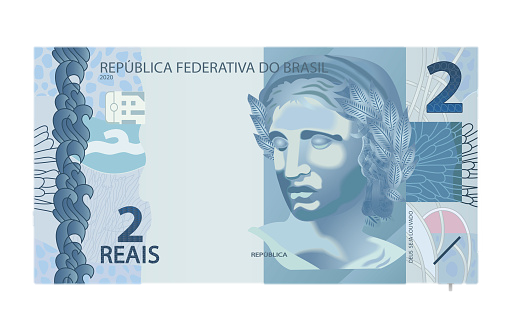 REPÚBLICA FEDERATIVA DO BRASIL
2020
2
2
REAIS
REPÚBLICA
DEUS SEJA LOUVADO